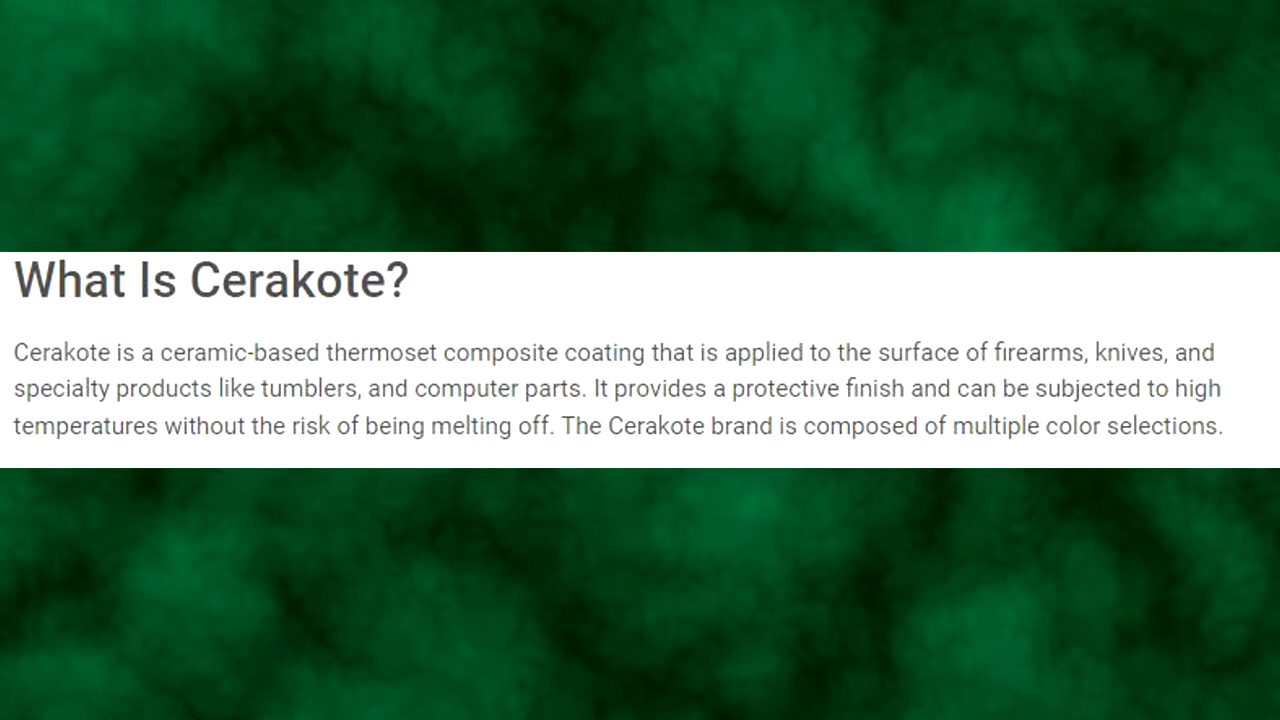 What Is Cerakote?
Cerakote is a ceramic-based thermoset composite coating that is applied to the surface of firearms, knives, and
specialty products like tumblers, and computer parts. It provides a protective finish and can be subjected to high
temperatures without the risk of being melting off. The Cerakote brand is composed of multiple color selections.